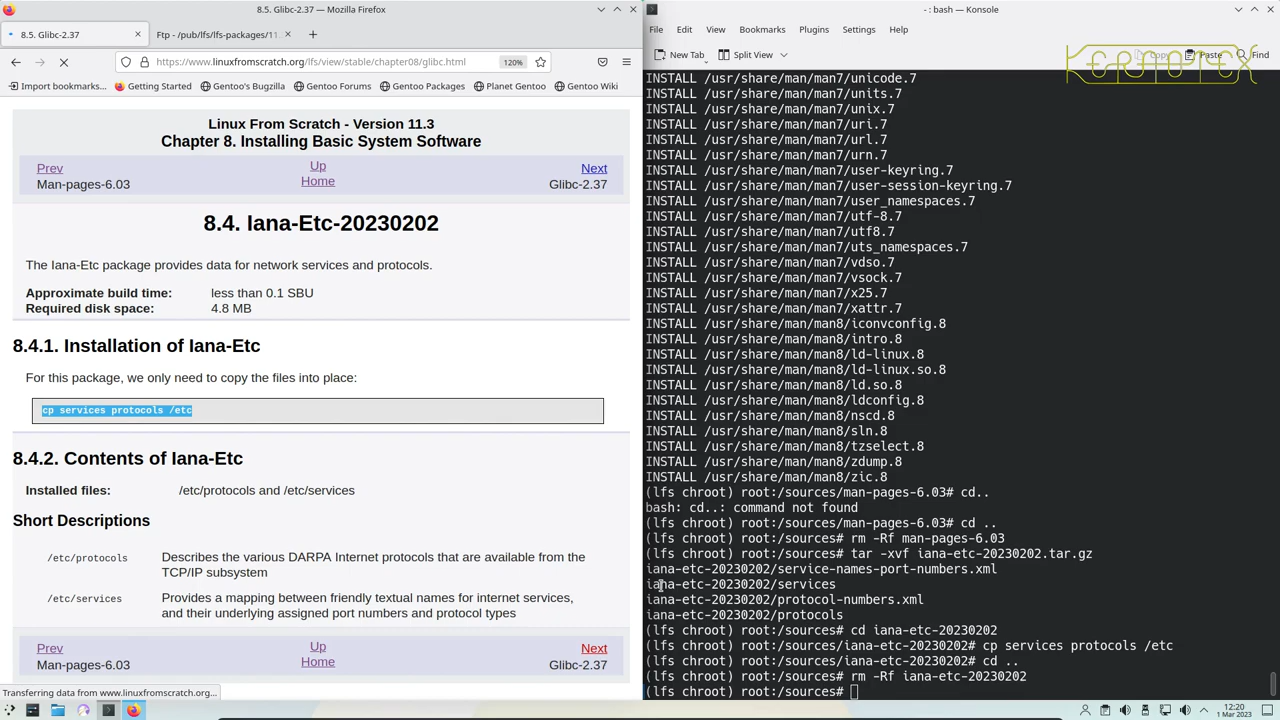 8.5. Glibc-2.37 — Mozilla Firefox
8.5. Glibc-2.37
Ftp - /pub/lfs/lfs-packages/11.
https://www.linuxfromscratch.org/lfs/view/stable/chapter08/glibc.html
120%
Import bookmarks...
Getting Started
Gentoo's Bugzilla
Gentoo Forums
Gentoo Packages
Planet Gentoo
Gentoo Wiki
Linux From Scratch - Version 11.3
Chapter 8. Installing Basic System Software
Prev
Up
Next
Man-pages-6.03
Home
Glibc-2.37
8.4. Iana-Etc-20230202
The Iana-Etc package provides data for network services and protocols.
Approximate build time: less than 0.1 SBU
Required disk space: 4.8 MB
8.4.1. Installation of Iana-Etc
For this package, we only need to copy the files into place:
cp services protocols /etc
8.4.2. Contents of Iana-Etc
Installed files: /etc/protocols and /etc/services
Short Descriptions
/etc/protocols Describes the various DARPA Internet protocols that are available from the
TCP/IP subsystem
/etc/services Provides a mapping between friendly textual names for internet services,
and their underlying assigned port numbers and protocol types
Prev
Up
Next
Man-pages-6.03
Home
Glibc-2.37
Transferring data from www.linuxfromscratch.org...
- : bash — Konsole
File Edit View Bookmarks Plugins Settings Help
New Tab
Split View
Copy
Paste
Find
KERNOTEX
INSTALL /usr/share/man/man7/unicode.7
INSTALL /usr/share/man/man7/units.7
INSTALL /usr/share/man/man7/unix.7
INSTALL /usr/share/man/man7/uri.7
INSTALL /usr/share/man/man7/url.7
INSTALL /usr/share/man/man7/urn.7
INSTALL /usr/share/man/man7/user-keyring.7
INSTALL /usr/share/man/man7/user-session-keyring.7
INSTALL /usr/share/man/man7/user_namespaces.7
INSTALL /usr/share/man/man7/utf-8.7
INSTALL /usr/share/man/man7/utf8.7
INSTALL /usr/share/man/man7/uts_namespaces.7
INSTALL /usr/share/man/man7/vdso.7
INSTALL /usr/share/man/man7/vsock.7
INSTALL /usr/share/man/man7/x25.7
INSTALL /usr/share/man/man7/xattr.7
INSTALL /usr/share/man/man8/iconvconfig.8
INSTALL /usr/share/man/man8/intro.8
INSTALL /usr/share/man/man8/ld-linux.8
INSTALL /usr/share/man/man8/ld-linux.so.8
INSTALL /usr/share/man/man8/ld.so.8
INSTALL /usr/share/man/man8/ldconfig.8
INSTALL /usr/share/man/man8/nscd.8
INSTALL /usr/share/man/man8/sln.8
INSTALL /usr/share/man/man8/tzselect.8
INSTALL /usr/share/man/man8/zdump.8
INSTALL /usr/share/man/man8/zic.8
(lfs chroot) root:/sources/man-pages-6.03# cd..
bash: cd..: command not found
(lfs chroot) root:/sources/man-pages-6.03# cd ..
(lfs chroot) root:/sources# rm -Rf man-pages-6.03
(lfs chroot) root:/sources# tar -xvf iana-etc-20230202.tar.gz
iana-etc-20230202/service-names-port-numbers.xml
iana-etc-20230202/services
iana-etc-20230202/protocol-numbers.xml
iana-etc-20230202/protocols
(lfs chroot) root:/sources# cd iana-etc-20230202
(lfs chroot) root:/sources/iana-etc-20230202# cp services protocols /etc
(lfs chroot) root:/sources/iana-etc-20230202# cd ..
(lfs chroot) root:/sources# rm -Rf iana-etc-20230202
(lfs chroot) root:/sources#
12:20
1 Mar 2023